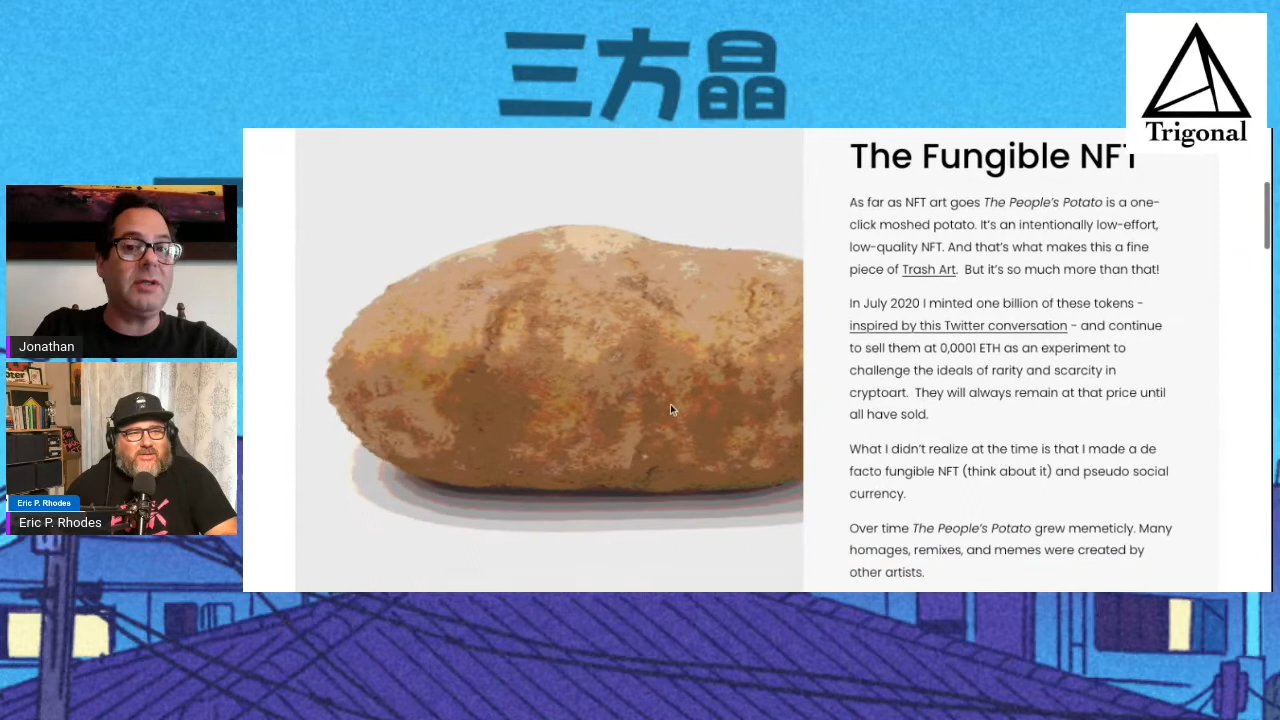 三方晶
Trigonal
The Fungible NFT
As far as NFT art goes The People's Potato is a one-
click moshed potato. It's an intentionally low-effort,
low-quality NFT. And that's what makes this a fine
piece of Trash Art. But it's so much more than that!
In July 2020 I minted one billion of these tokens -
inspired by this Twitter conversation - and continue
to sell them at 0,0001 ETH as an experiment to
challenge the ideals of rarity and scarcity in
cryptoart. They will always remain at that price until
all have sold.
What I didn't realize at the time is that I made a de
facto fungible NFT (think about it) and pseudo social
currency.
Over time The People's Potato grew memeticly. Many
homages, remixes, and memes were created by
other artists.
Jonathan
Eric P. Rhodes
Eric P. Rhodes